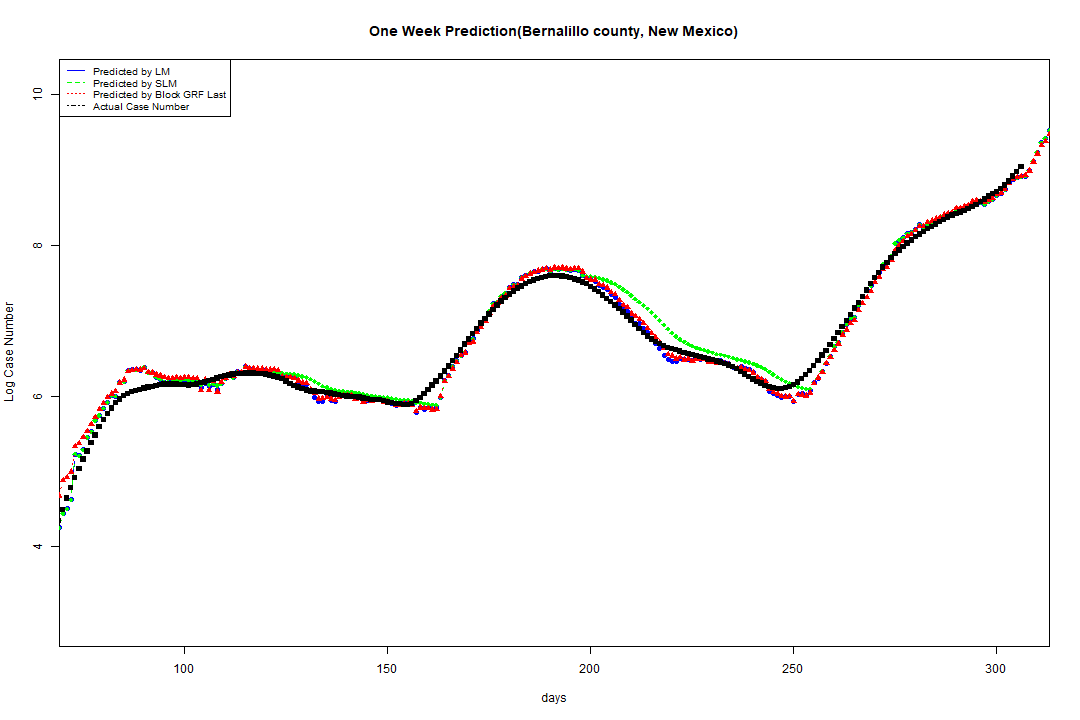 One Week Prediction(Bernalillo county, New Mexico)
Predicted by LM
Predicted by SLM
Predicted by Block GRF Last
Actual Case Number
10
8
6
4
Log Case Number
100 150 200 250 300
days